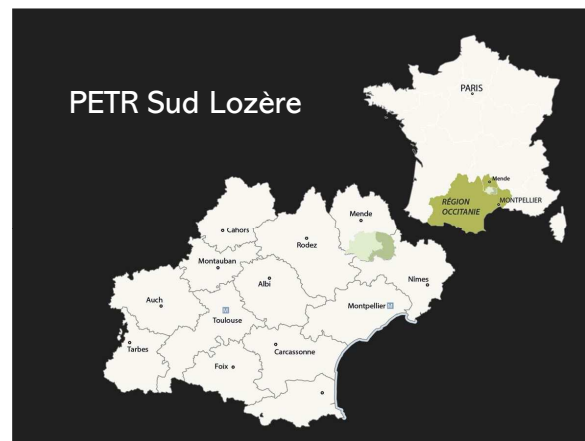 PETR Sud Lozère
PARIS
Mende
RÉGION
OCCITANIE
MONTPELLIER
Mende
Cahors
Rodez
Montauban
Albi
Nîmes
Auch
M
Toulouse
Montpellier M
Tarbes
Foix
Carcassonne